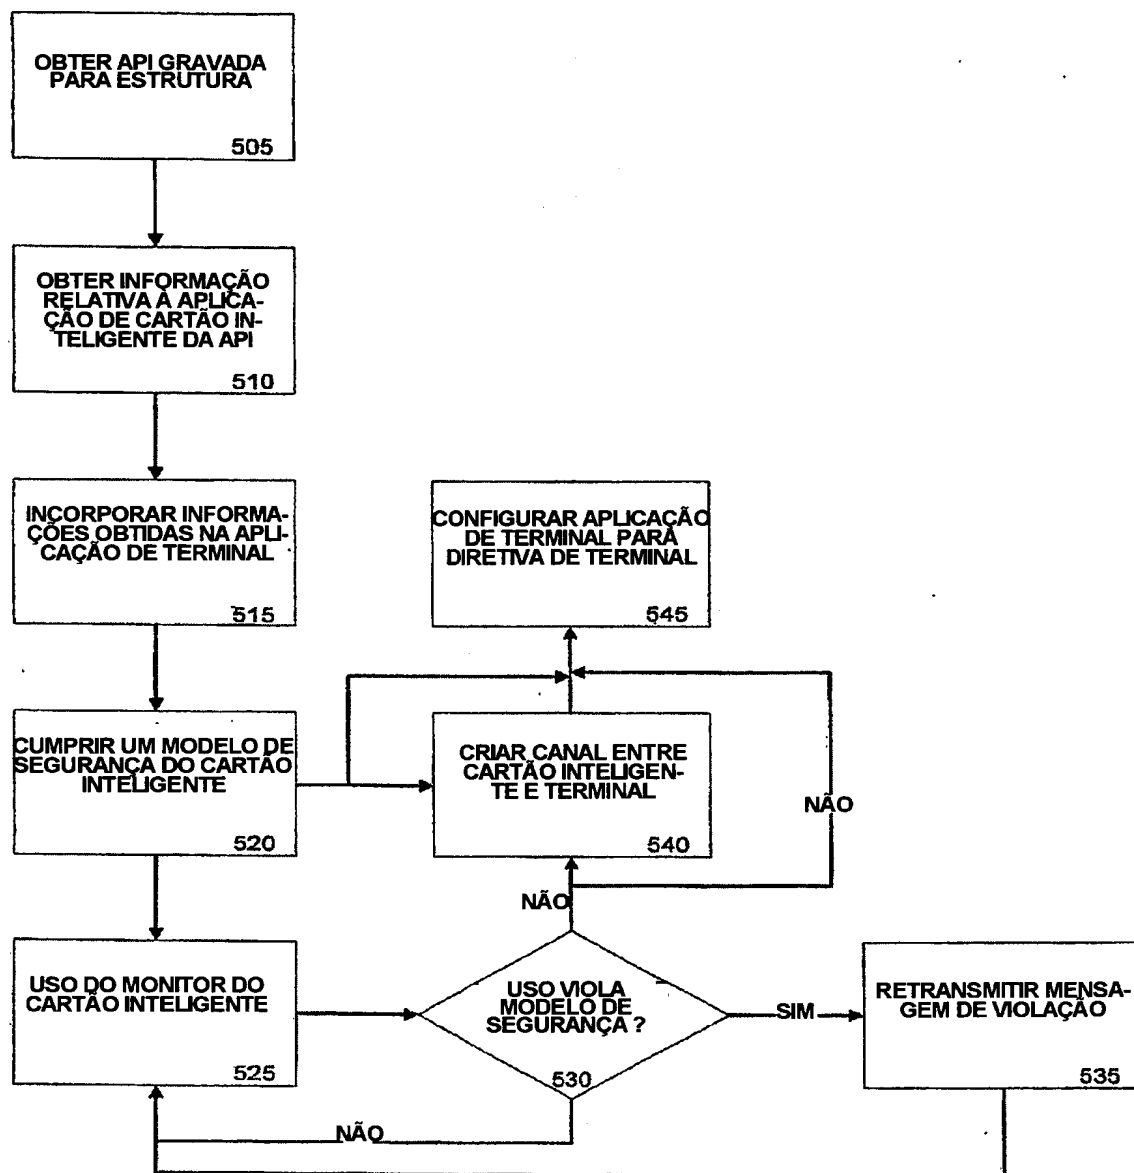 OBTER API GRAVADA
PARA ESTRUTURA
505
OBTER INFORMAÇÃO
RELATIVA À APLICA-
ÇÃO DE CARTÃO IN-
TELIGENTE DA API
510
INCORPORAR INFORMA-
ÇÕES OBTIDAS NA APLI-
CAÇÃO DE TERMINAL
515
CONFIGURAR APLICAÇÃO
DE TERMINAL PARA
DIRETIVA DE TERMINAL
545
CUMPRIR UM MODELO DE
SEGURANÇA DO CARTÃO
INTELIGENTE
520
CRIAR CANAL ENTRE
CARTÃO INTELIGEN-
TE E TERMINAL
540
NÃO
NÃO
USO DO MONITOR DO
CARTÃO INTELIGENTE
525
USO VIOLA
MODELO DE
SEGURANÇA ?
530
SIM
RETRANSMITIR MENSA-
GEM DE VIOLAÇÃO
535
NÃO